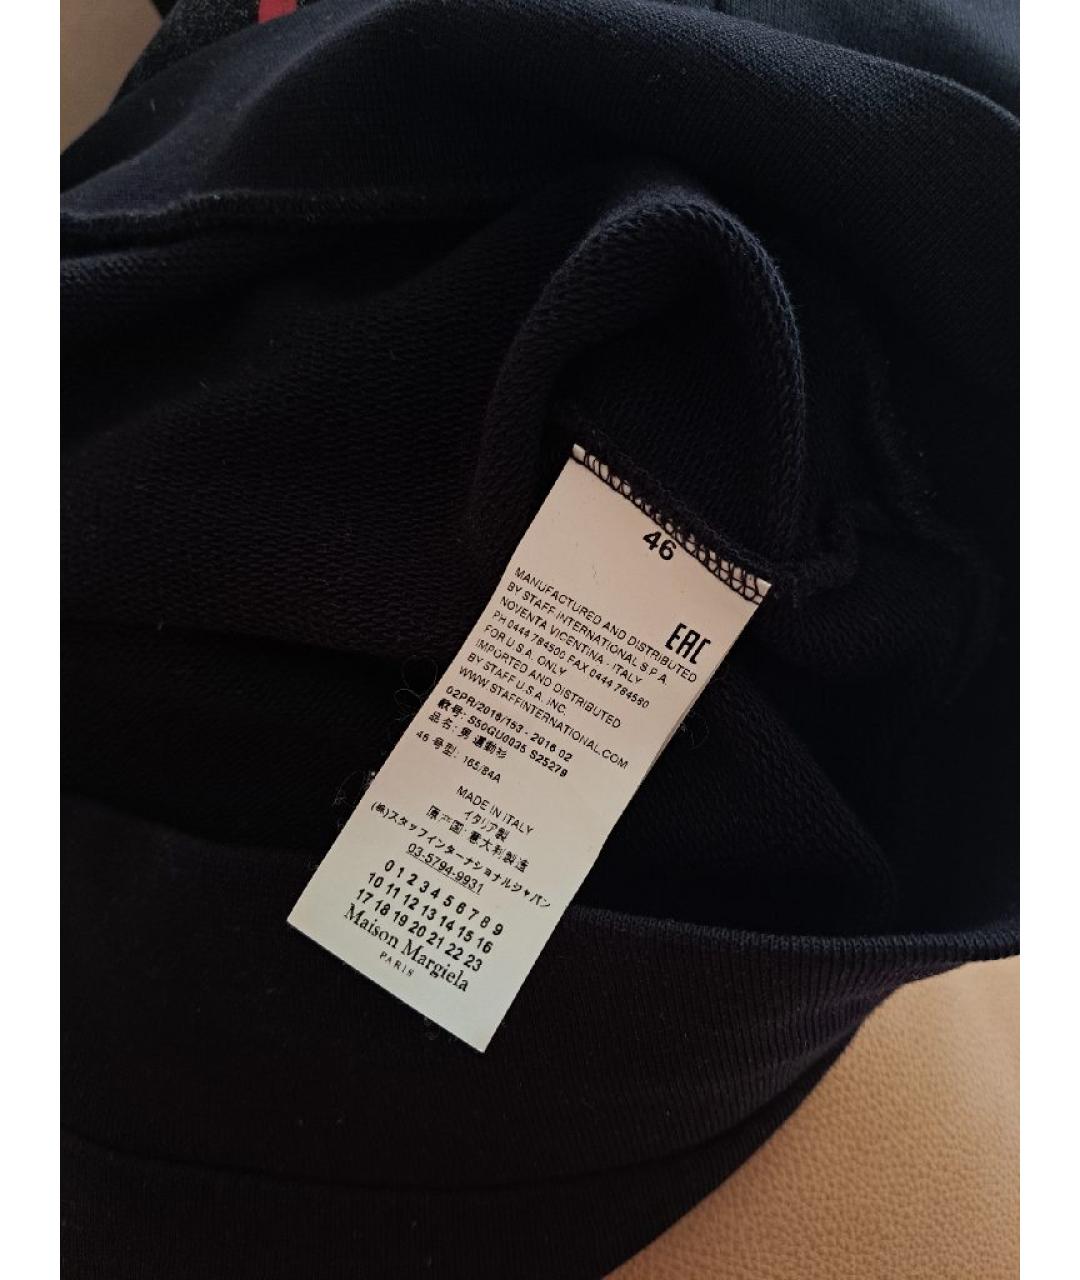 46
EAC
MANUFACTURED AND DISTRIBUTED
BY STAFF INTERNATIONAL S.P.A.
NOVENTA VICENTINA - ITALY
PH 0444 784500 FAX 0444 784560
FOR U.S.A. ONLY
IMPORTED AND DISTRIBUTED
BY STAFF U.S.A. INC.
WWW.STAFFINTERNATIONAL.COM
02PR/2016/153 - 2016 02
款号: S50GU0035 S25279
品名: 男 運動衫
46 号型: 165/84A
MADE IN ITALY
イタリア製
原产国: 意大利製造
(株)スタッフインターナショナルジャパン
03-5794-9931
0 1 2 3 4 5 6 7 8 9
10 11 12 13 14 15 16
17 18 19 20 21 22 23
Maison Margiela
PARIS